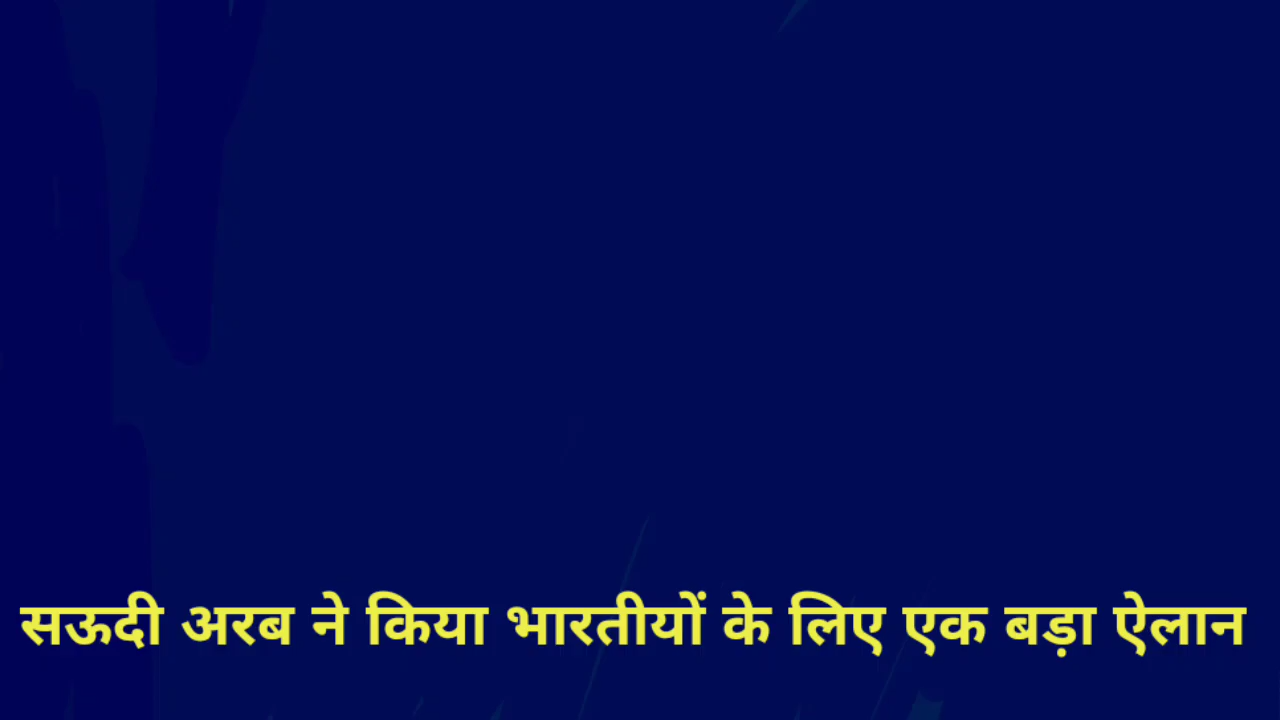 सऊदी अरब ने किया भारतीयों के लिए एक बड़ा ऐलान